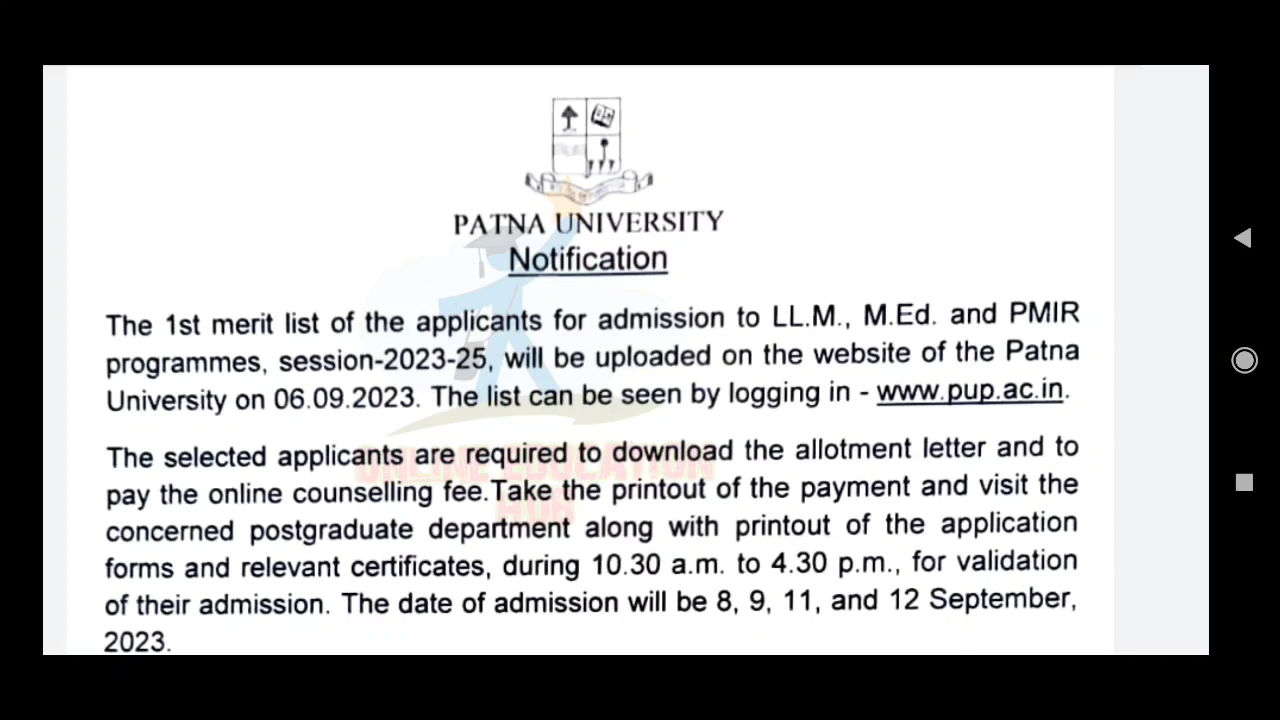 PATNA UNIVERSITY
Notification
The 1st merit list of the applicants for admission to LL.M., M.Ed. and PMIR
programmes, session-2023-25, will be uploaded on the website of the Patna
University on 06.09.2023. The list can be seen by logging in - www.pup.ac.in.
The selected applicants are required to download the allotment letter and to
pay the online counselling fee.Take the printout of the payment and visit the
concerned postgraduate department along with printout of the application
forms and relevant certificates, during 10.30 a.m. to 4.30 p.m., for validation
of their admission. The date of admission will be 8, 9, 11, and 12 September,
2023.
ONLINE EDUCATION
HUB